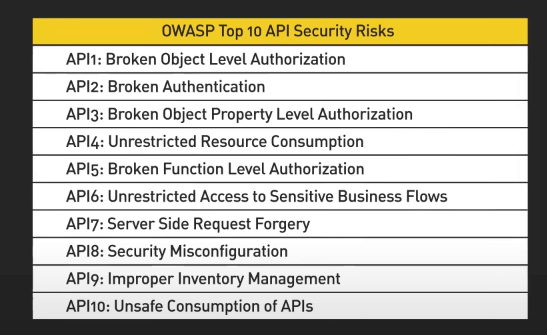 OWASP Top 10 API Security Risks
API1: Broken Object Level Authorization
API2: Broken Authentication
API3: Broken Object Property Level Authorization
API4: Unrestricted Resource Consumption
API5: Broken Function Level Authorization
API6: Unrestricted Access to Sensitive Business Flows
API7: Server Side Request Forgery
API8: Security Misconfiguration
API9: Improper Inventory Management
API10: Unsafe Consumption of APIs